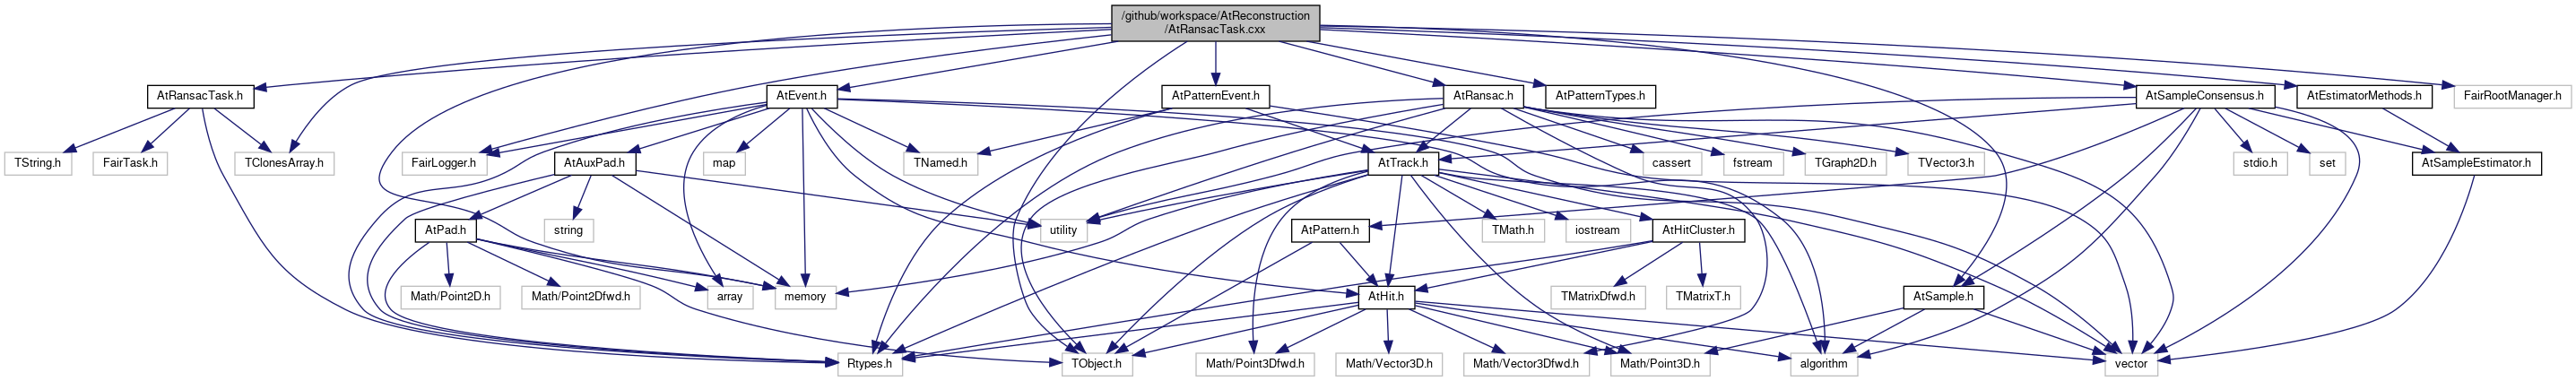 /github/workspace/AtReconstruction
/AtRansacTask.cxx
AtRansacTask.h
AtEvent.h
AtPatternEvent.h
AtRansac.h
AtPatternTypes.h
AtSampleConsensus.h
AtEstimatorMethods.h
FairRootManager.h
TString.h
FairTask.h
TClonesArray.h
FairLogger.h
AtAuxPad.h
map
TNamed.h
AtTrack.h
cassert
fstream
TGraph2D.h
TVector3.h
stdio.h
set
AtSampleEstimator.h
AtPad.h
string
utility
AtPattern.h
TMath.h
iostream
AtHitCluster.h
Math/Point2D.h
Math/Point2Dfwd.h
array
memory
AtHit.h
TMatrixDfwd.h
TMatrixT.h
AtSample.h
Rtypes.h
TObject.h
Math/Point3Dfwd.h
Math/Vector3D.h
Math/Vector3Dfwd.h
Math/Point3D.h
algorithm
vector